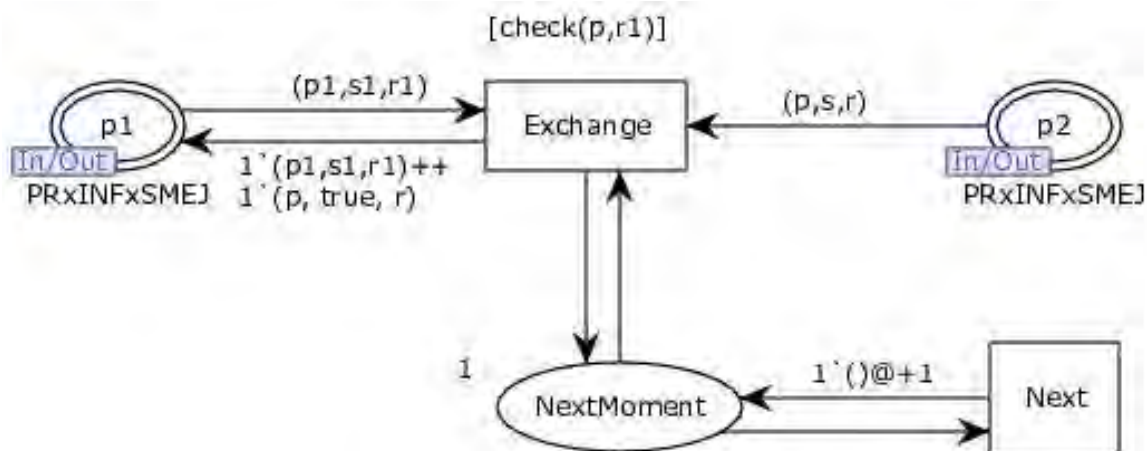 [check(p,r1)]
(p1,s1,r1)
(p,s,r)
p1
Exchange
p2
In/Out
1`(p1,s1,r1)++
In/Out
PRxINFxSMEJ
1`(p, true, r)
PRxINFxSMEJ
1
1`()@+1
NextMoment
Next